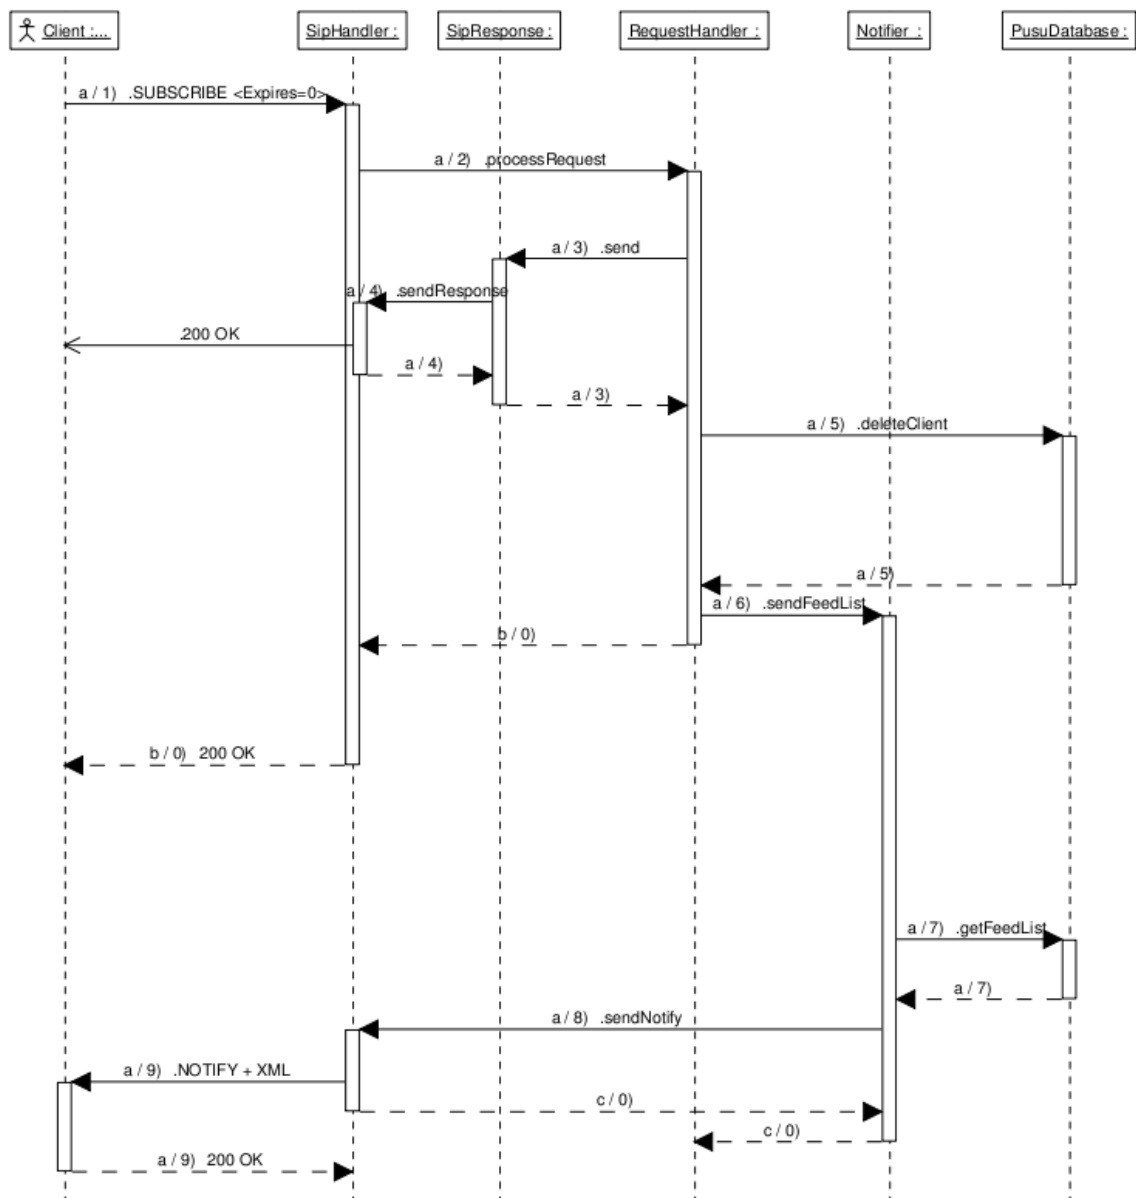 Client :...
SipHandler :
SipResponse :
RequestHandler :
Notifier :
PusuDatabase :
a / 1) .SUBSCRIBE <Expires=0>
a / 2) .processRequest
a / 3) .send
a / 4) .sendResponse
.200 OK
a / 4)
a / 3)
a / 5) .deleteClient
a / 5)
a / 6) .sendFeedList
b / 0)
b / 0) 200 OK
a / 7) .getFeedList
a / 7)
a / 8) .sendNotify
a / 9) .NOTIFY + XML
c / 0)
c / 0)
a / 9) 200 OK